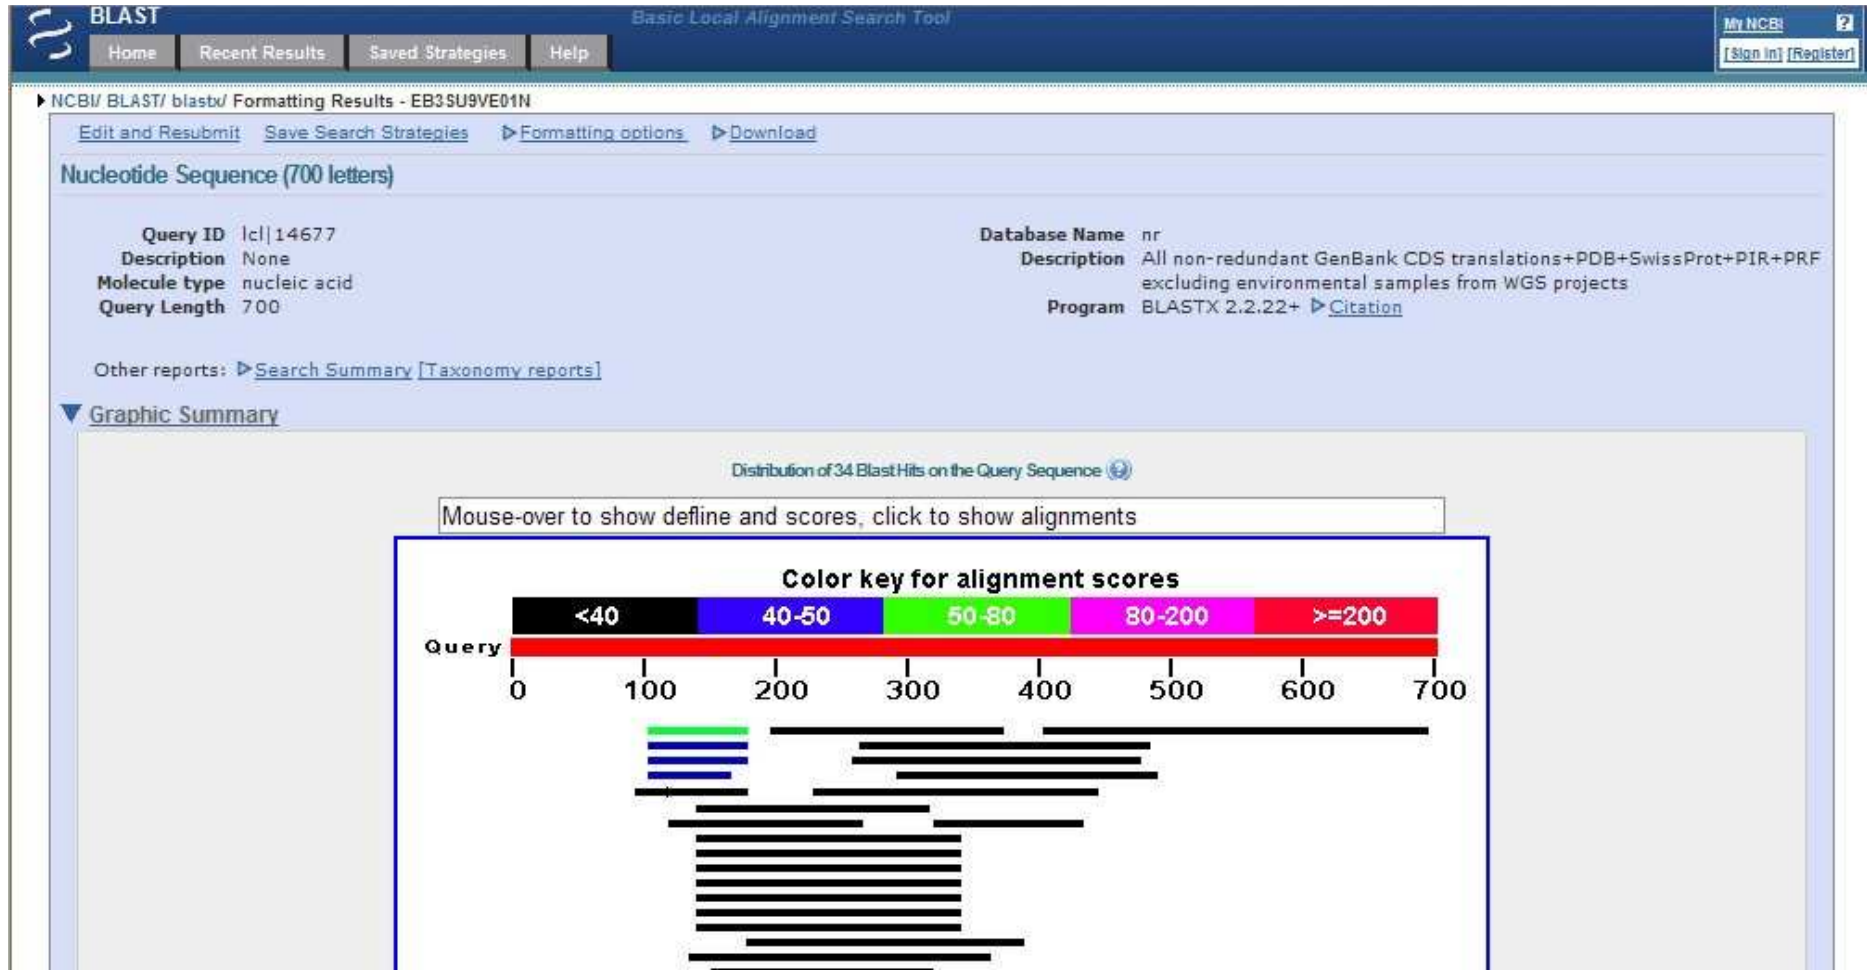 BLAST
Basic Local Alignment Search Tool
My NCBI ?
[Sign In] [Register]
Home Recent Results Saved Strategies Help
NCBI/ BLAST/ blastx/ Formatting Results - EB3SU9VE01N
Edit and Resubmit Save Search Strategies Formatting options Download
Nucleotide Sequence (700 letters)
Query ID lcl|14677
Description None
Molecule type nucleic acid
Query Length 700
Database Name nr
Description All non-redundant GenBank CDS translations+PDB+SwissProt+PIR+PRF
excluding environmental samples from WGS projects
Program BLASTX 2.2.22+ Citation
Other reports: Search Summary [Taxonomy reports]
Graphic Summary
Distribution of 34 Blast Hits on the Query Sequence
Mouse-over to show defline and scores, click to show alignments
Color key for alignment scores
<40 40-50 50-80 80-200 >=200
Query
0 100 200 300 400 500 600 700